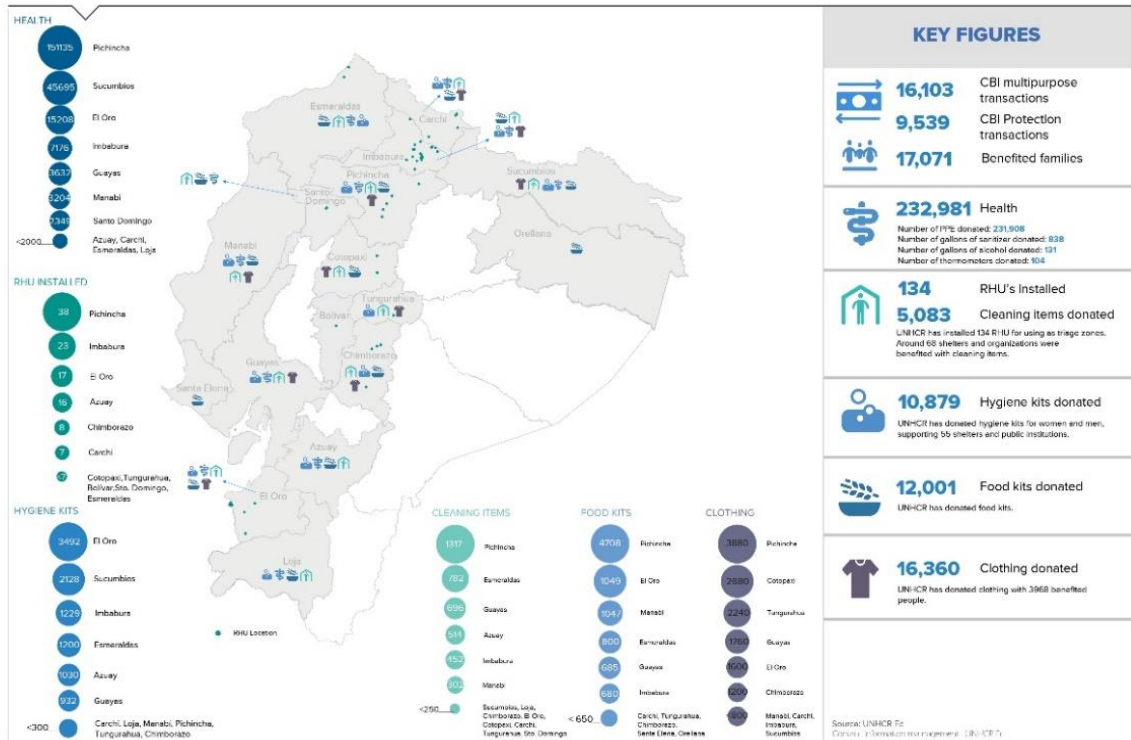 HEALTH
151135 Pichincha
45695 Sucumbios
15208 El Oro
7176 Imbabura
3632 Guayas
3204 Manabi
2349 Santo Domingo
<2000 Azuay, Carchi,
Esmeraldas, Loja
RHU INSTALLED
38 Pichincha
23 Imbabura
17 El Oro
16 Azuay
8 Chimborazo
7 Carchi
<7 Cotopaxi,Tungurahua,
Bolivar,Sto. Domingo,
Esmeraldas
HYGIENE KITS
3492 El Oro
2128 Sucumbios
1229 Imbabura
1200 Esmeraldas
1030 Azuay
932 Guayas
<300 Carchi, Loja, Manabi, Pichincha,
Tungurahua, Chimborazo
Esmeraldas
Carchi
Imbabura
Sucumbios
Pichincha
Santo
Domingo
Orellana
Manabi
Cotopaxi
Tungurahua
Bolivar
Chimborazo
Guayas
Santa Elena
Azuay
El Oro
Loja
RHU Location
CLEANING ITEMS
1317 Pichincha
782 Esmeraldas
696 Guayas
514 Azuay
452 Imbabura
302 Manabi
<250 Sucumbios, Loja,
Chimborazo, El Oro,
Cotopaxi, Carchi,
Tungurahua, Sto. Domingo
FOOD KITS
4708 Pichincha
1049 El Oro
1047 Manabi
800 Esmeraldas
685 Guayas
680 Imbabura
< 650 Carchi, Tungurahua,
Chimborazo,
Santa Elena, Orellana
CLOTHING
3880 Pichincha
2680 Cotopaxi
2240 Tungurahua
1760 Guayas
1600 El Oro
1200 Chimborazo
<800 Manabi, Carchi,
Imbabura,
Sucumbios
KEY FIGURES
16,103 CBI multipurpose
transactions
9,539 CBI Protection
transactions
17,071 Benefited families
232,981 Health
Number of PPE donated: 231,908
Number of gallons of sanitizer donated: 838
Number of gallons of alcohol donated: 131
Number of thermometers donated: 104
134 RHU's Installed
5,083 Cleaning items donated
UNHCR has installed 134 RHU for using as triage zones.
Around 68 shelters and organizations were
benefited with cleaning items.
10,879 Hygiene kits donated
UNHCR has donated hygiene kits for women and men,
supporting 55 shelters and public institutions.
12,001 Food kits donated
UNHCR has donated food kits.
16,360 Clothing donated
UNHCR has donated clothing with 3968 benefited
people.
Source: UNHCR Ec
information management UNHCR Ec